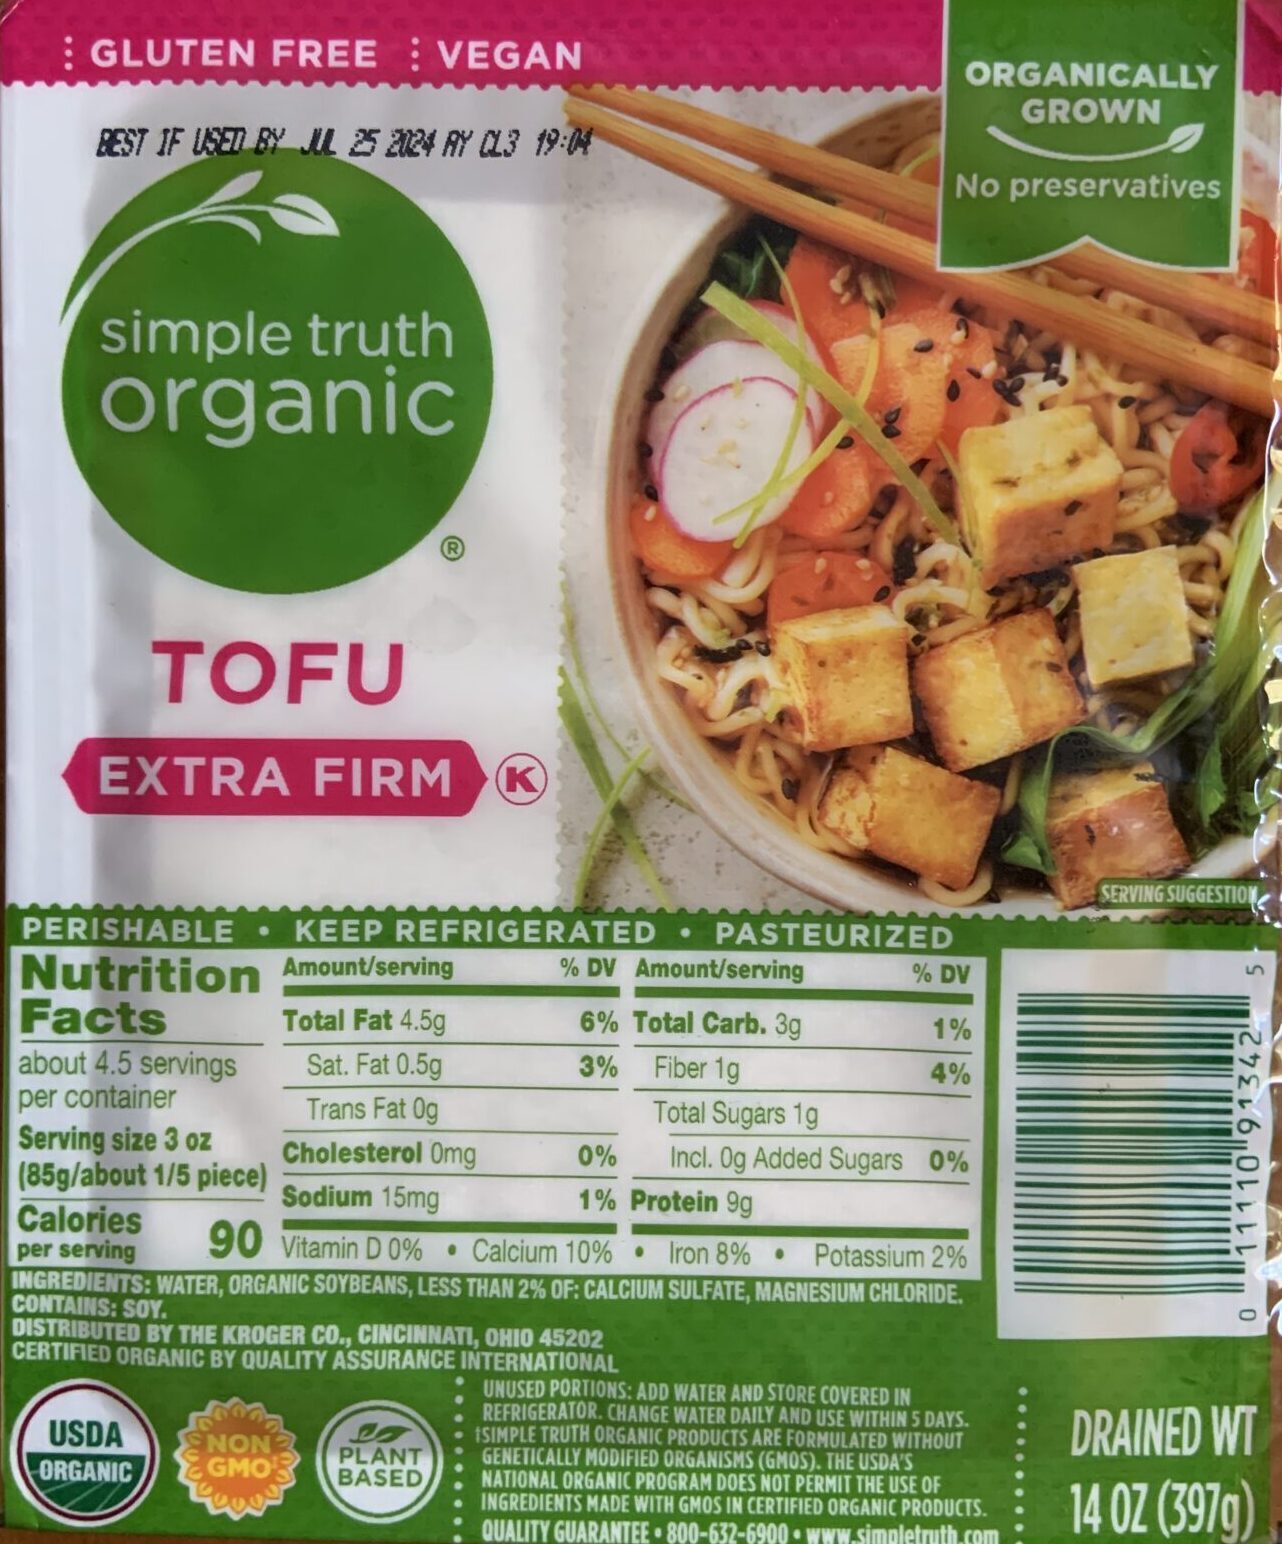 GLUTEN FREE VEGAN
ORGANICALLY
GROWN
No preservatives
BEST IF USED BY JUL 25 2024 AY CL3 19:04
simple truth
organic
®
TOFU
EXTRA FIRM K
SERVING SUGGESTION
PERISHABLE • KEEP REFRIGERATED • PASTEURIZED
Nutrition
Facts
about 4.5 servings
per container
Serving size 3 oz
(85g/about 1/5 piece)
Calories
per serving 90
Amount/serving % DV
Total Fat 4.5g 6%
Sat. Fat 0.5g 3%
Trans Fat 0g
Cholesterol 0mg 0%
Sodium 15mg 1%
Amount/serving % DV
Total Carb. 3g 1%
Fiber 1g 4%
Total Sugars 1g
Incl. 0g Added Sugars 0%
Protein 9g
Vitamin D 0% • Calcium 10% • Iron 8% • Potassium 2%
0 11110 91342 5
INGREDIENTS: WATER, ORGANIC SOYBEANS, LESS THAN 2% OF: CALCIUM SULFATE, MAGNESIUM CHLORIDE.
CONTAINS: SOY.
DISTRIBUTED BY THE KROGER CO., CINCINNATI, OHIO 45202
CERTIFIED ORGANIC BY QUALITY ASSURANCE INTERNATIONAL
USDA
ORGANIC
NON
GMO‡
PLANT
BASED
UNUSED PORTIONS: ADD WATER AND STORE COVERED IN
REFRIGERATOR. CHANGE WATER DAILY AND USE WITHIN 5 DAYS.
‡SIMPLE TRUTH ORGANIC PRODUCTS ARE FORMULATED WITHOUT
GENETICALLY MODIFIED ORGANISMS (GMOS). THE USDA'S
NATIONAL ORGANIC PROGRAM DOES NOT PERMIT THE USE OF
INGREDIENTS MADE WITH GMOS IN CERTIFIED ORGANIC PRODUCTS.
QUALITY GUARANTEE • 800-632-6900 • www.simpletruth.com
DRAINED WT
14 OZ (397g)